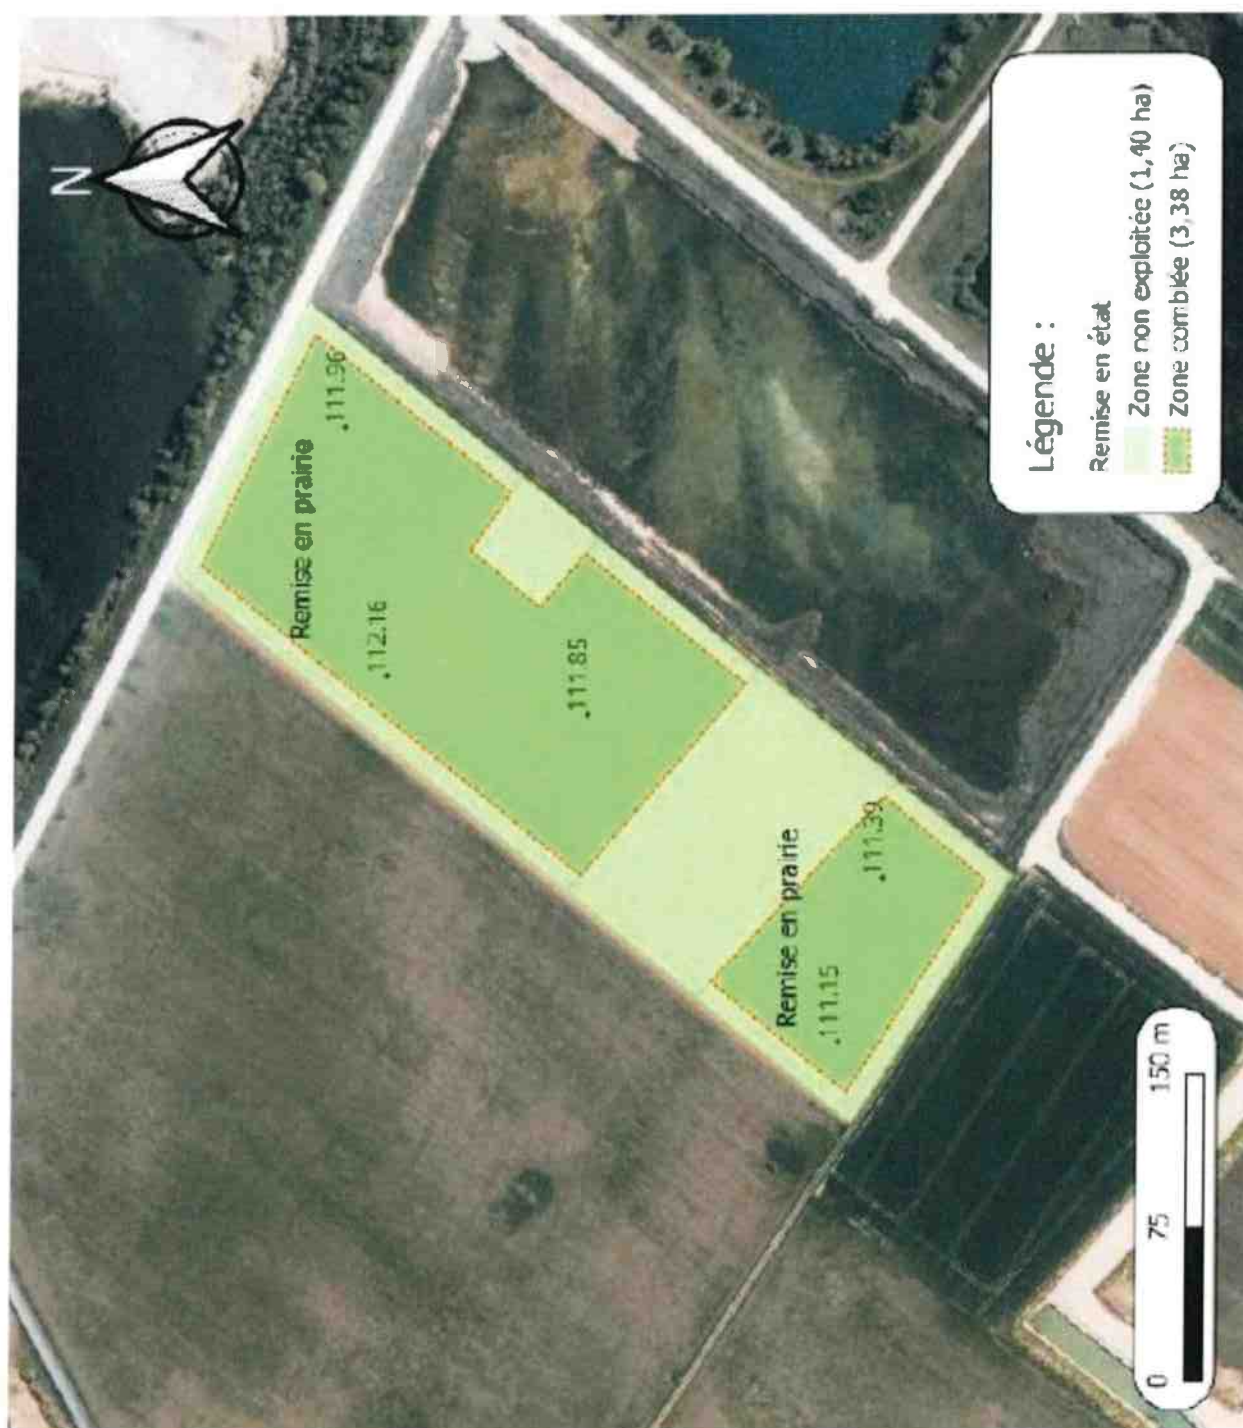 N
Remise en prairie
.111.96
.112.16
.111.85
Remise en prairie
.111.39
.111.15
Légende :
Remise en état
Zone non exploitée (1,10 ha)
Zone comblée (3,38 ha)
0 75 150 m